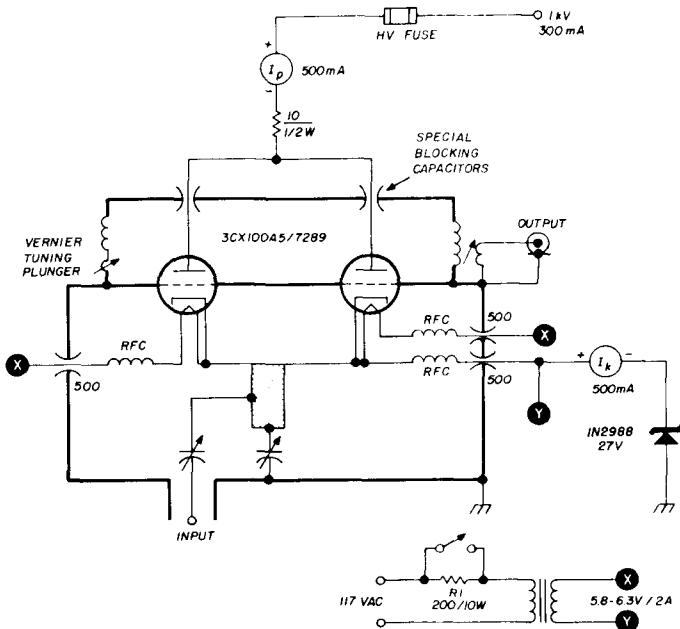 HV FUSE
1kV
300mA
+
Ip
500mA
-
10
1/2W
SPECIAL
BLOCKING
CAPACITORS
VERNIER
TUNING
PLUNGER
3CX100A5/7289
OUTPUT
X
RFC
500
RFC
500
X
RFC
500
Y
+
Ik
-
500mA
1N2988
27V
INPUT
117 VAC
R1
200/10W
X
5.8-6.3V/2A
Y